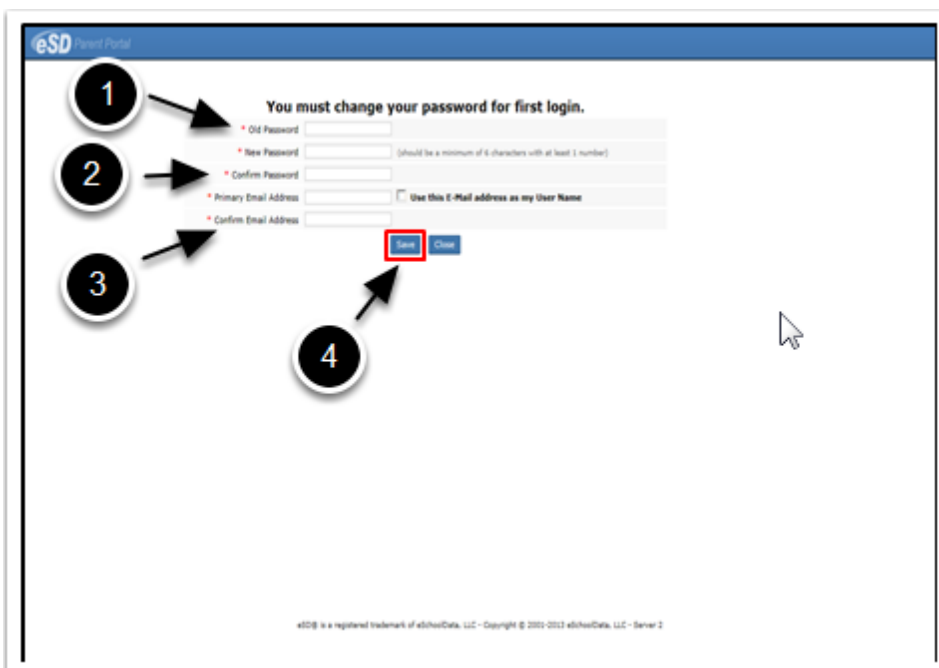 eSD Parent Portal
1
You must change your password for first login.
* Old Password
* New Password (should be a minimum of 6 characters with at least 1 number)
2
* Confirm Password
* Primary Email Address Use this E-Mail address as my User Name
* Confirm Email Address
Save Close
3
4
eSD® is a registered trademark of eSchoolData, LLC - Copyright © 2001-2013 eSchoolData, LLC - Server 2